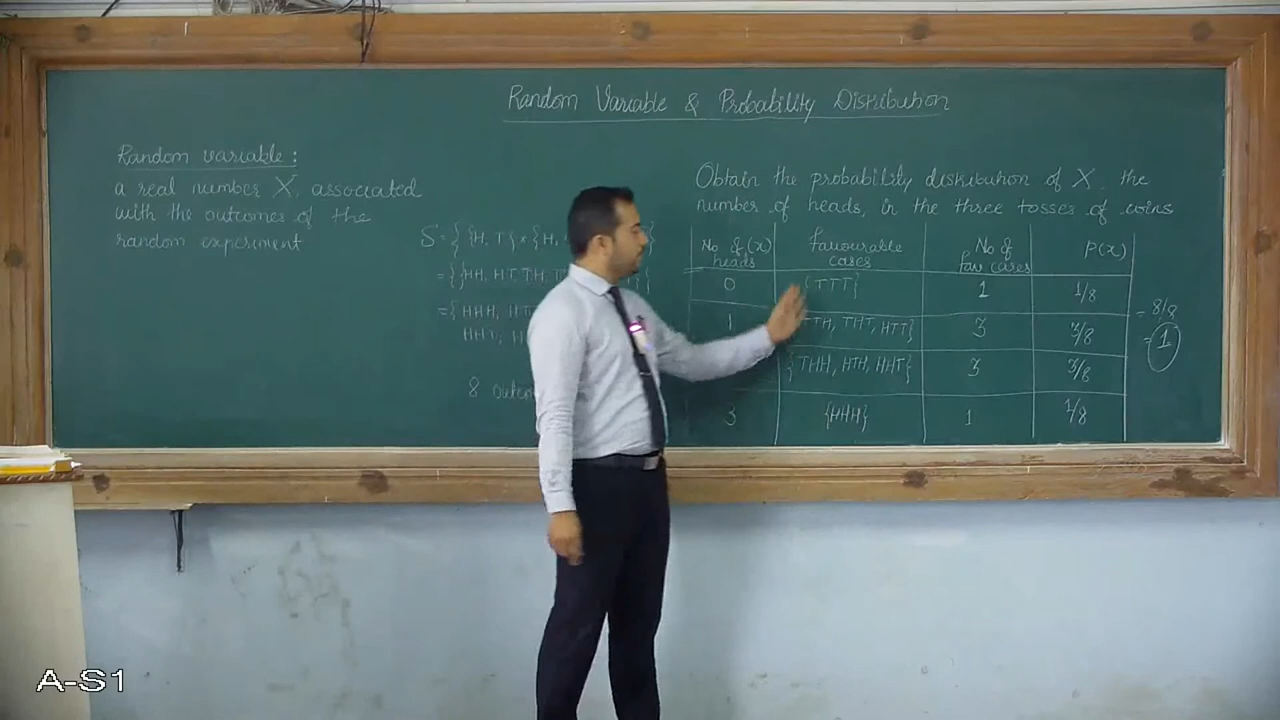 Random Variable & Probability Distribution
Random variable:
a real number X, associated
with the outcomes of the
random experiment
S = { {H, T} × {H, }
= { HH, HT, TH,
= { HHH, HHT,
HHT,
8
Obtain the probability distribution of X, the
number of heads, in the three tosses of coins
No of (x) heads | Favourable cases | No of fav cases | P(x)
0 | {TTT} | 1 | 1/8
1 | TTH, THT, HTT} | 3 | 3/8
{THH, HTH, HHT} | 3 | 3/8
3 | {HHH} | 1 | 1/8
= 8/8
= 1
A-S1